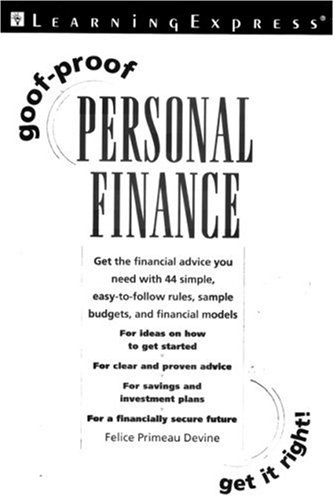 LEARNINGEXPRESS®
goof-proof
PERSONAL
FINANCE
Get the financial advice you
need with 44 simple,
easy-to-follow rules, sample
budgets, and financial models
For ideas on how
to get started
For clear and proven advice
For savings and
investment plans
For a financially secure future
Felice Primeau Devine
get it right!